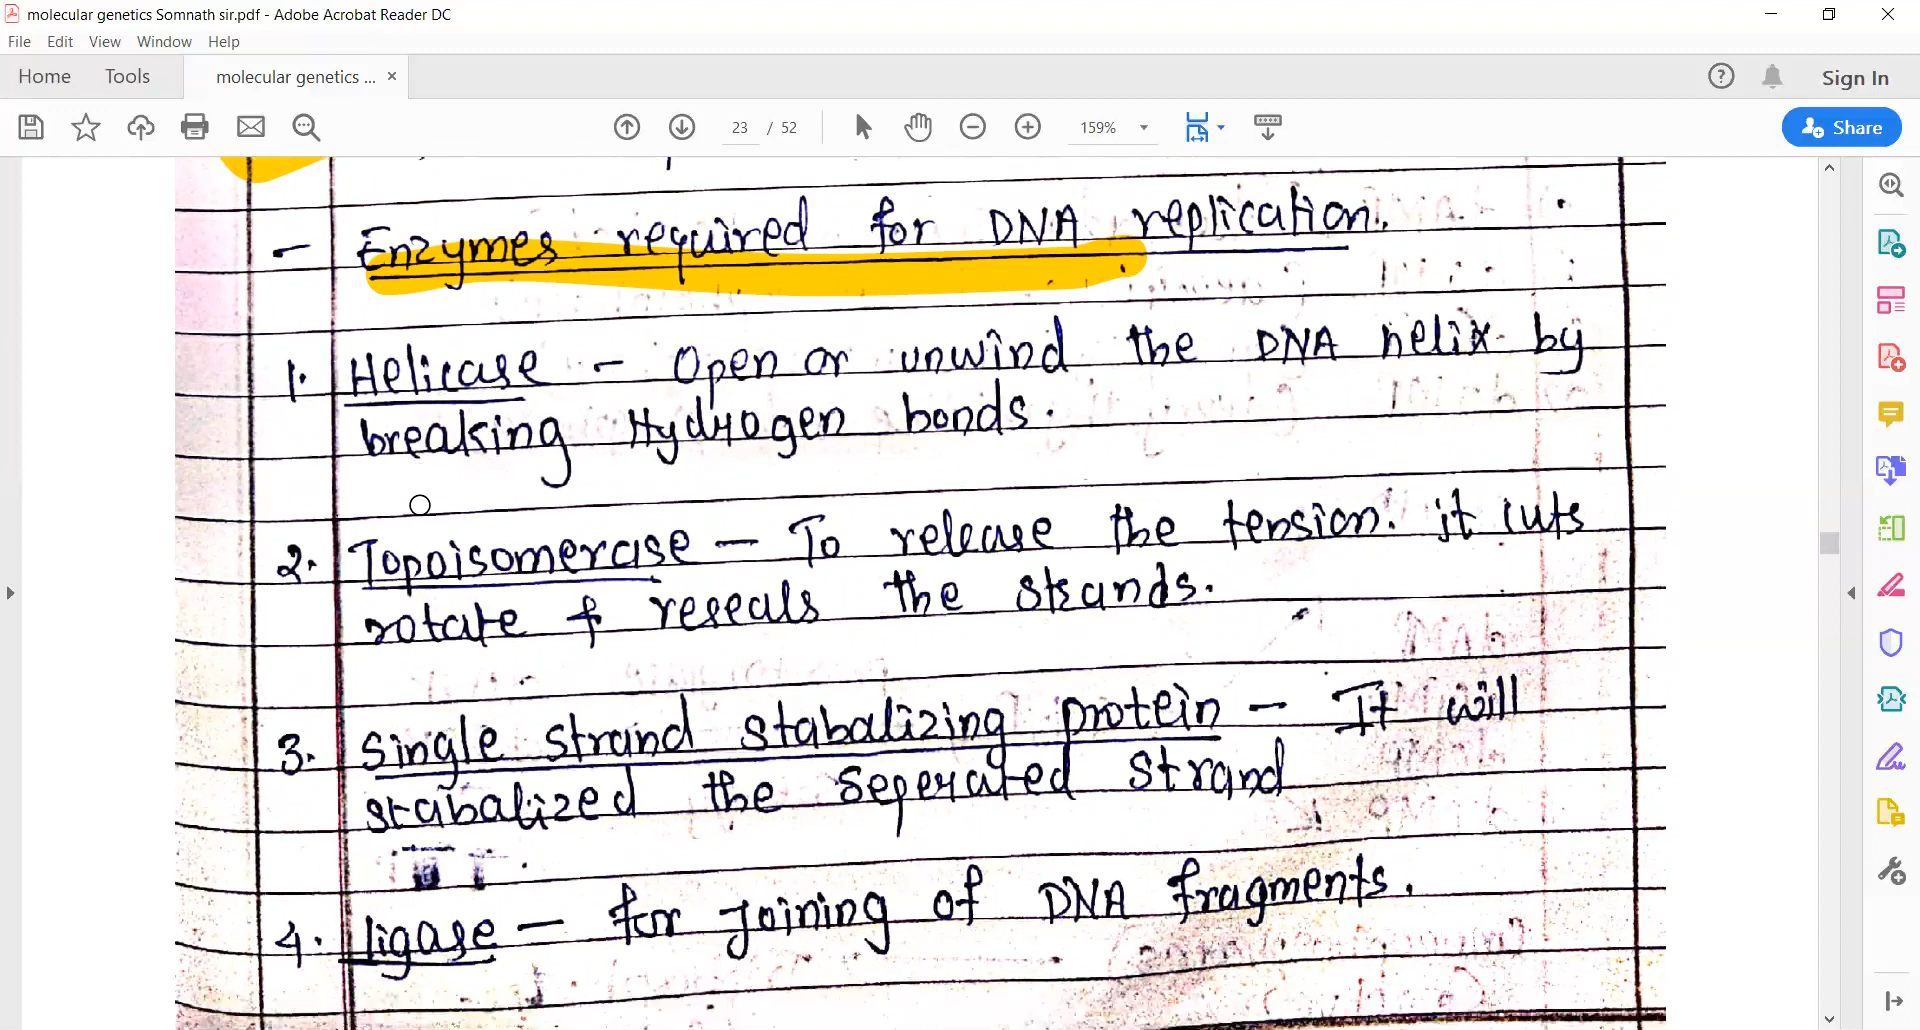 molecular genetics Somnath sir.pdf - Adobe Acrobat Reader DC
File Edit View Window Help
Home Tools molecular genetics ... × Sign In
23 / 52 159% Share
- Enzymes required for DNA replication.
1. Helicase - Open or unwind the DNA helix by
breaking Hydrogen bonds.
2. Topoisomerase - To release the tension. it cuts
rotate & reseals the strands.
3. Single strand stabalizing protein - It will
stabalized the seperated strand
4. ligase - for joining of DNA fragments.